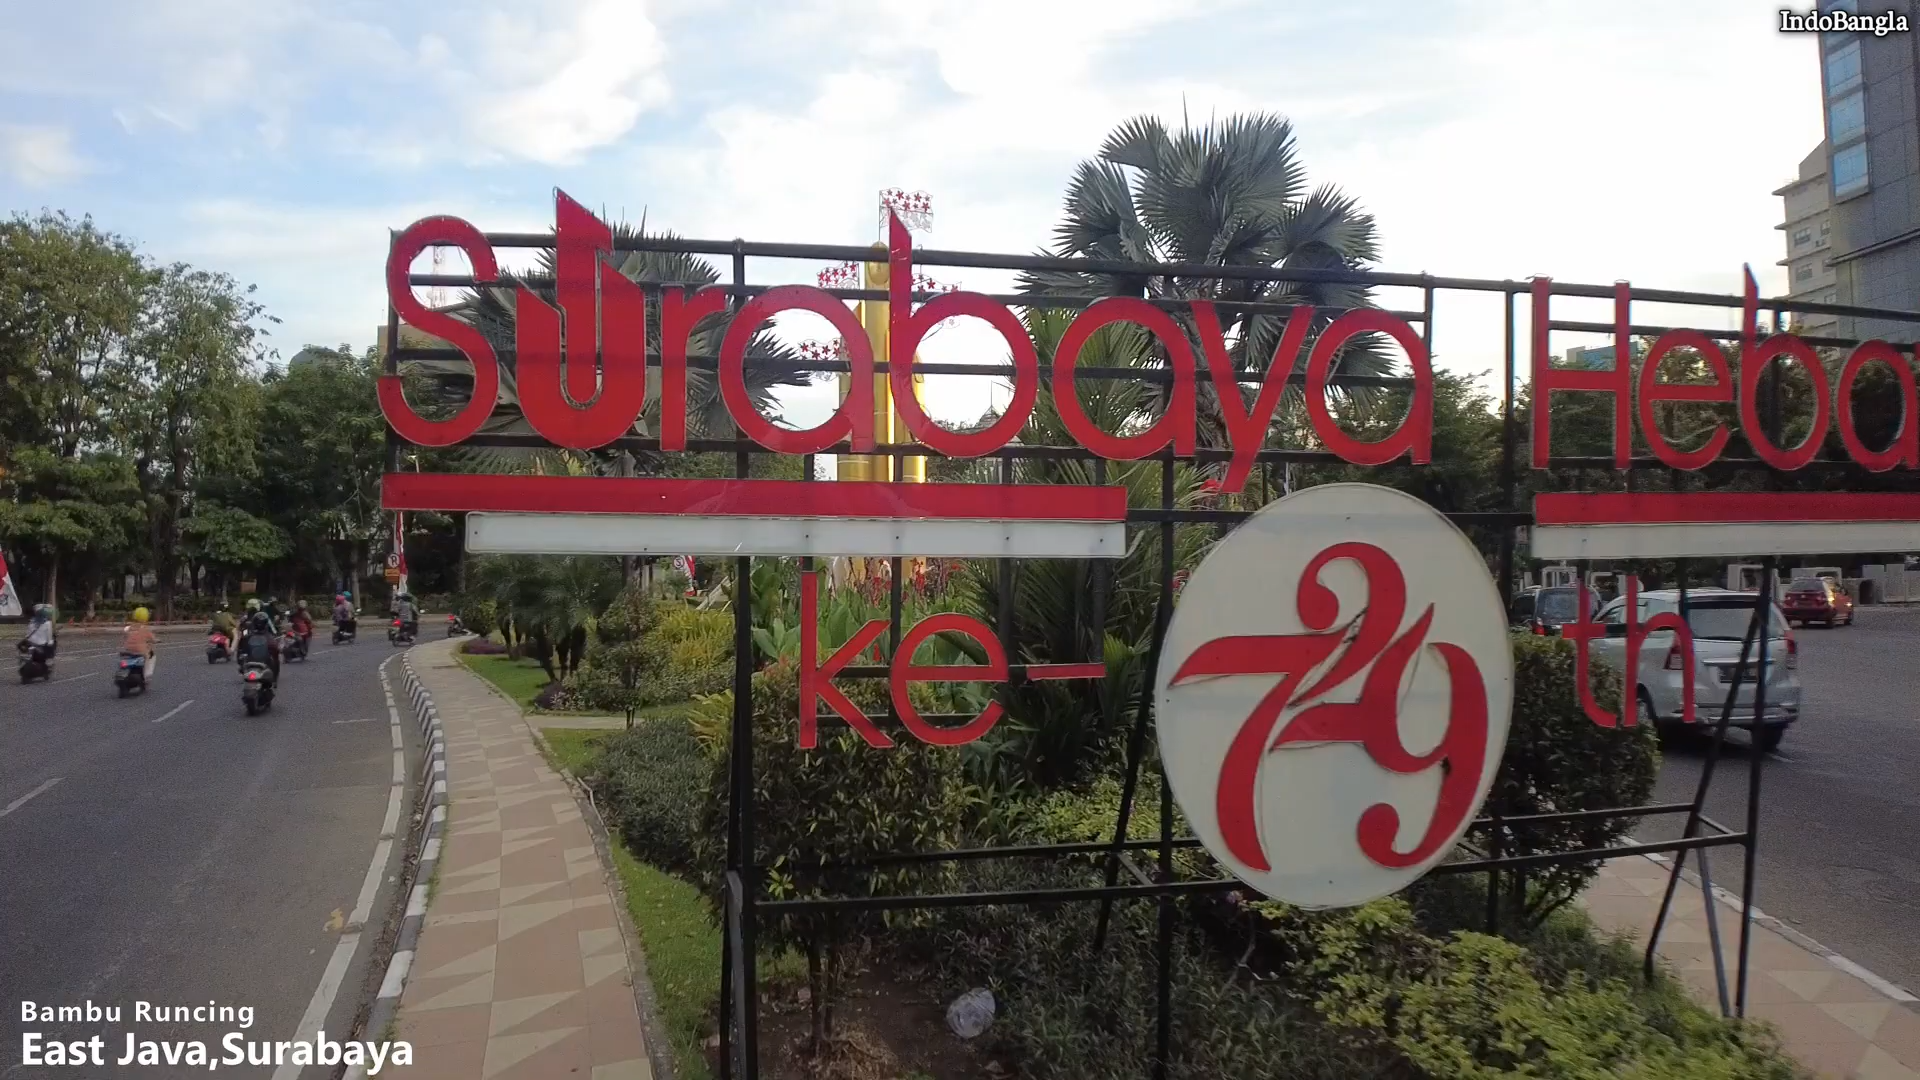 IndoBangla
Surabaya Heba
ke-729 th
Bambu Runcing
East Java,Surabaya